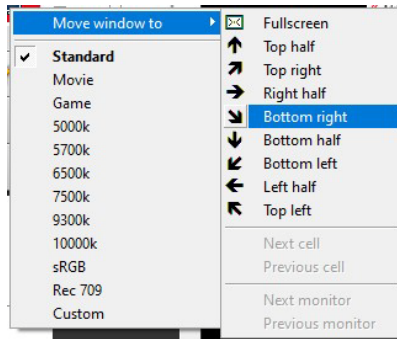 Move window to
Standard
Movie
Game
5000k
5700k
6500k
7500k
9300k
10000k
sRGB
Rec 709
Custom
Fullscreen
Top half
Top right
Right half
Bottom right
Bottom half
Bottom left
Left half
Top left
Next cell
Previous cell
Next monitor
Previous monitor